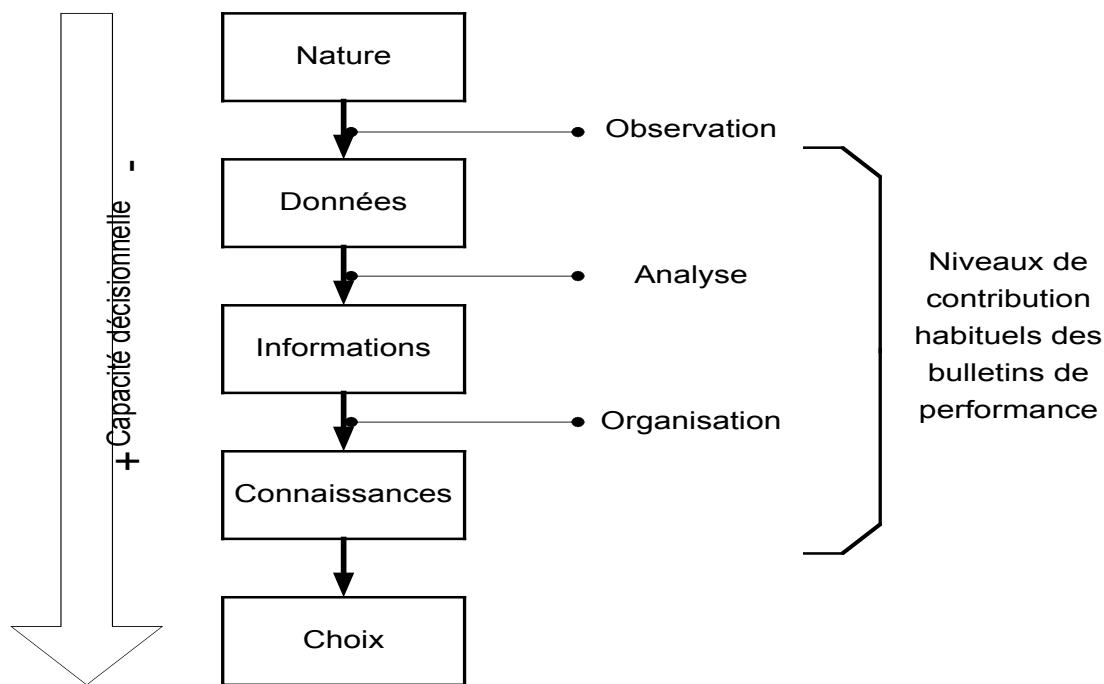 Nature
Observation
Données
Analyse
Informations
Organisation
Connaissances
Choix
- 
Capacité décisionnelle
+
Niveaux de
contribution
habituels des
bulletins de
performance